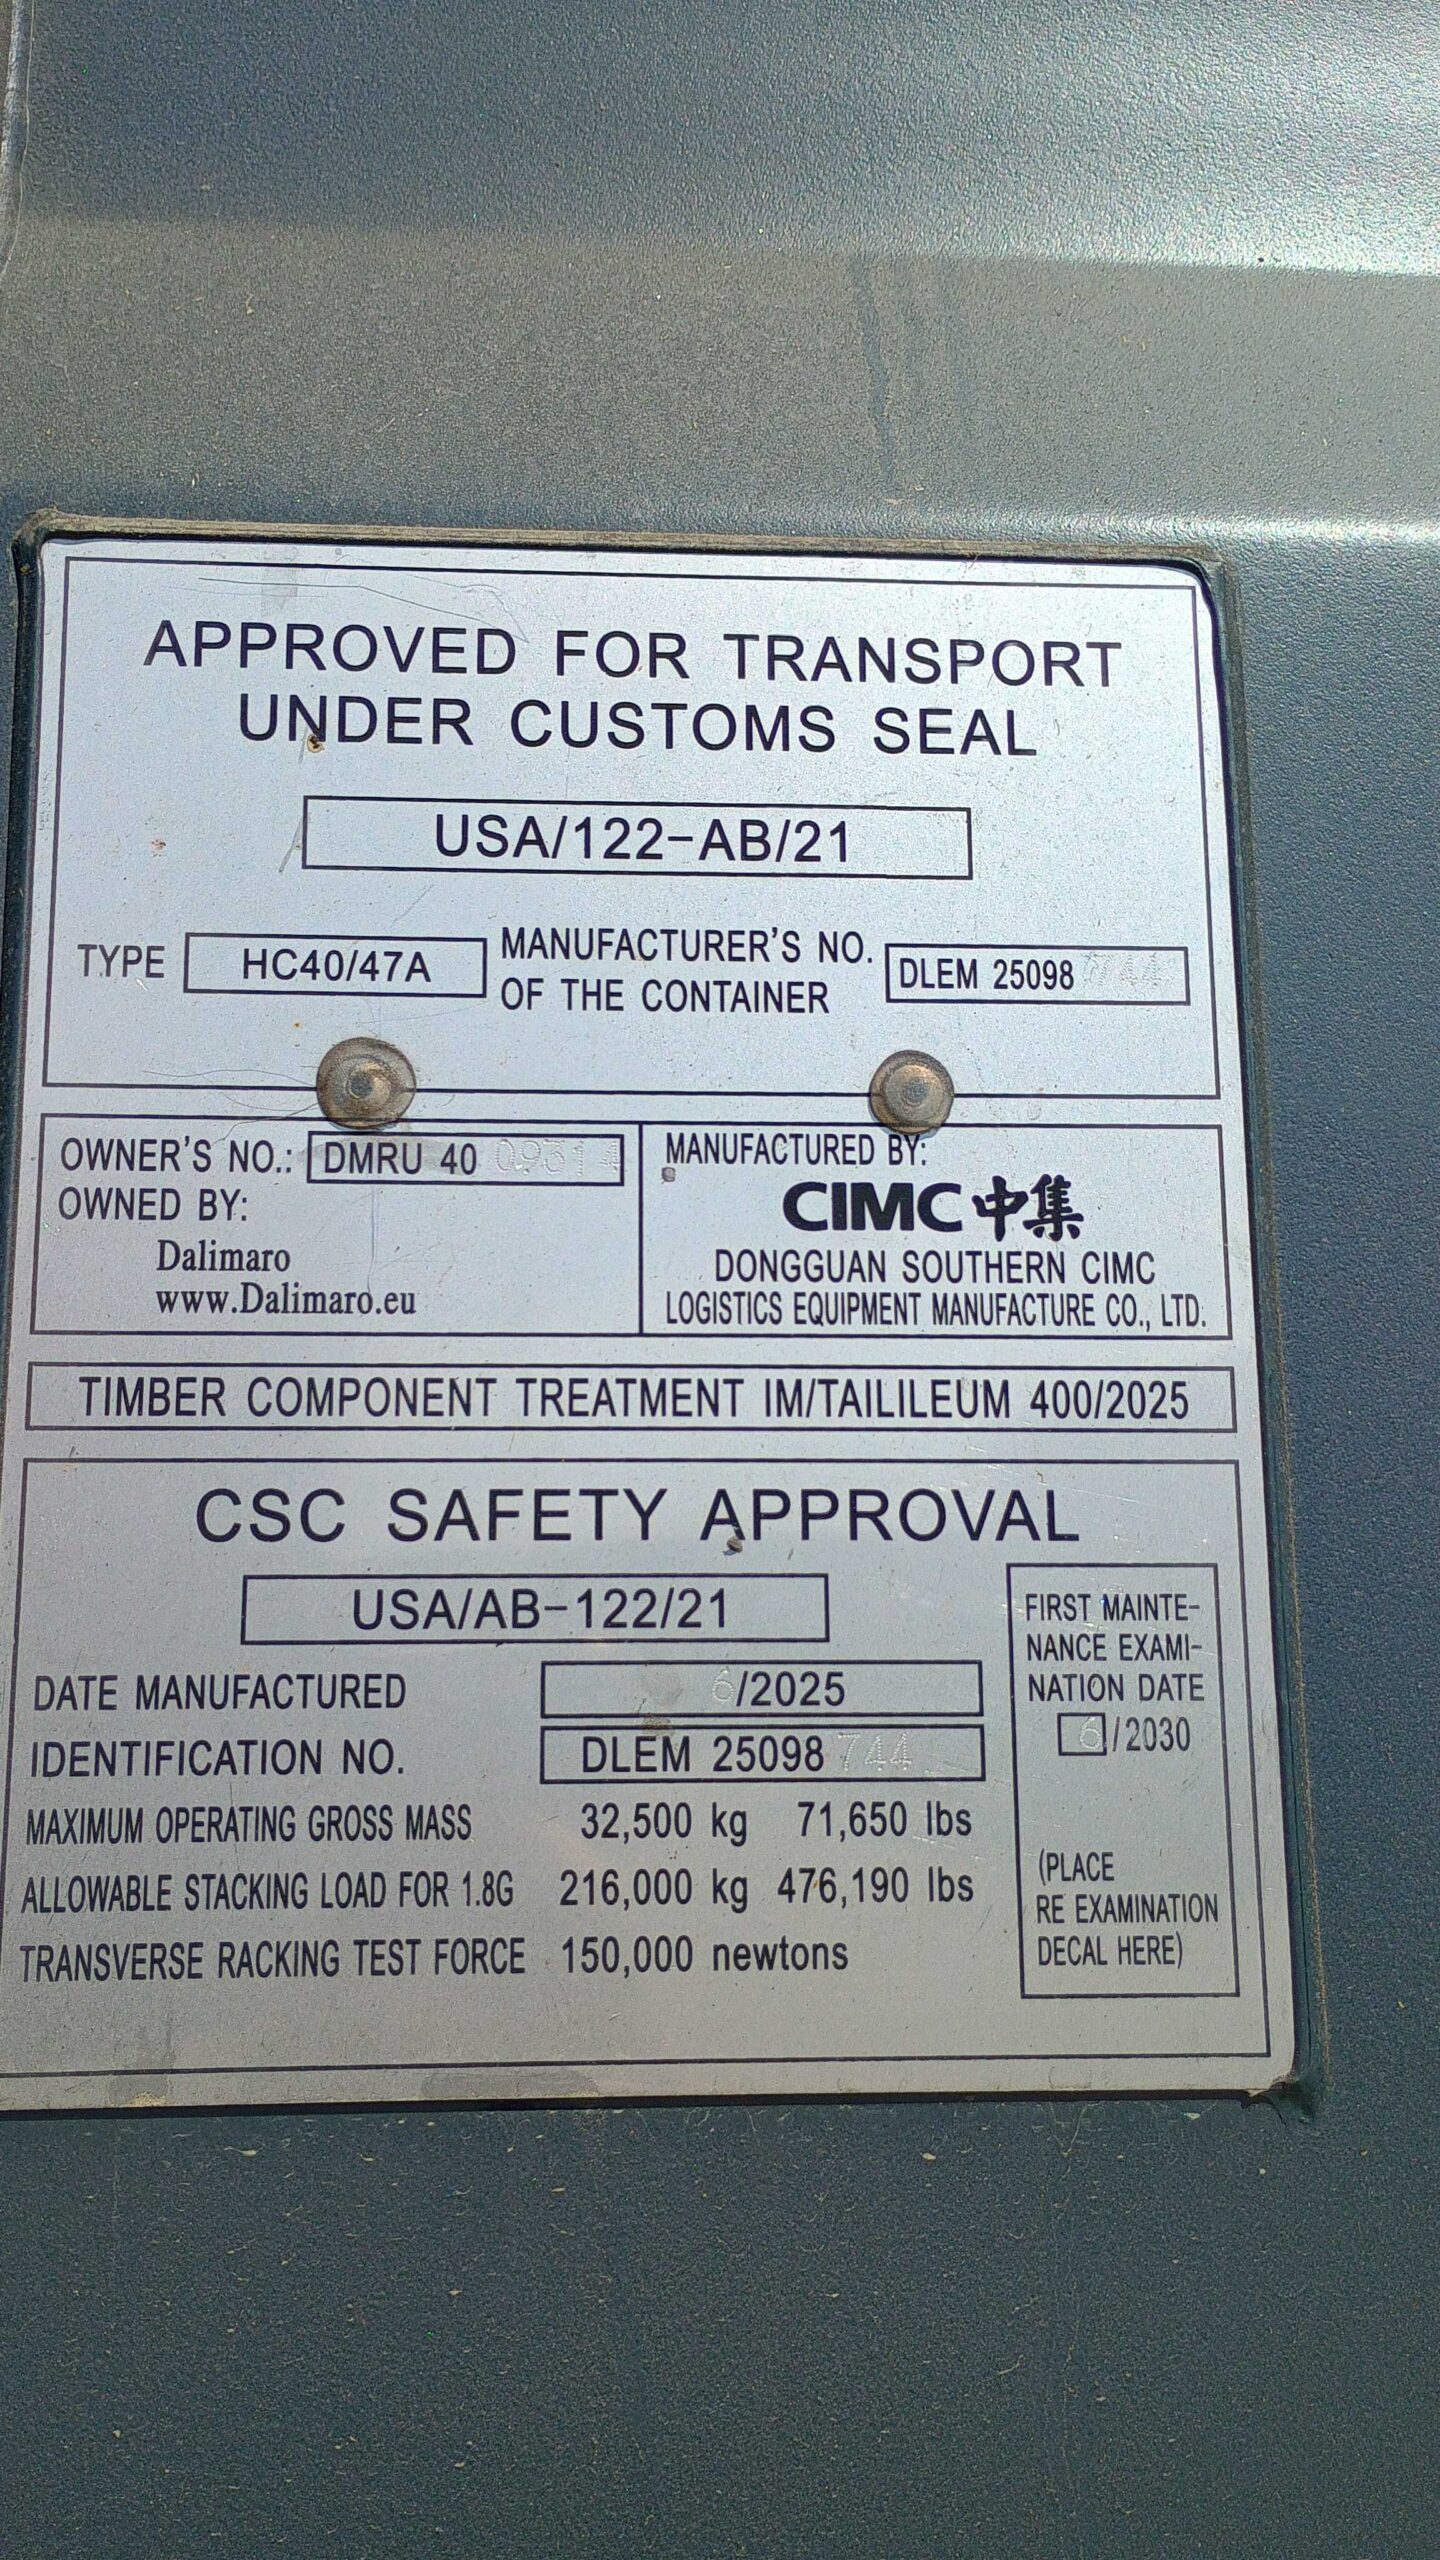 APPROVED FOR TRANSPORT
UNDER CUSTOMS SEAL
USA/122-AB/21
TYPE HC40/47A MANUFACTURER'S NO. OF THE CONTAINER DLEM 25098 744
OWNER'S NO.: DMRU 40
OWNED BY:
Dalimaro
www.Dalimaro.eu
MANUFACTURED BY:
CIMC中集
DONGGUAN SOUTHERN CIMC
LOGISTICS EQUIPMENT MANUFACTURE CO., LTD.
TIMBER COMPONENT TREATMENT IM/TAILILEUM 400/2025
CSC SAFETY APPROVAL
USA/AB-122/21
DATE MANUFACTURED 6/2025
IDENTIFICATION NO. DLEM 25098 744
MAXIMUM OPERATING GROSS MASS 32,500 kg 71,650 lbs
ALLOWABLE STACKING LOAD FOR 1.8G 216,000 kg 476,190 lbs
TRANSVERSE RACKING TEST FORCE 150,000 newtons
FIRST MAINTE-
NANCE EXAMI-
NATION DATE
6/2030
(PLACE
RE EXAMINATION
DECAL HERE)